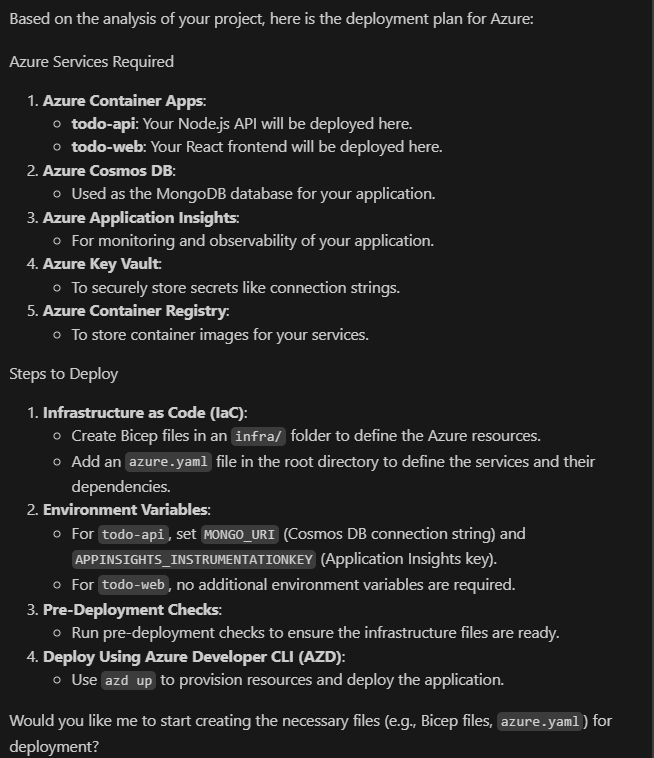 Based on the analysis of your project, here is the deployment plan for Azure:
Azure Services Required
1. Azure Container Apps:
todo-api: Your Node.js API will be deployed here.
todo-web: Your React frontend will be deployed here.
2. Azure Cosmos DB:
Used as the MongoDB database for your application.
3. Azure Application Insights:
For monitoring and observability of your application.
4. Azure Key Vault:
To securely store secrets like connection strings.
5. Azure Container Registry:
To store container images for your services.
Steps to Deploy
1. Infrastructure as Code (IaC):
Create Bicep files in an infra/ folder to define the Azure resources.
Add an azure.yaml file in the root directory to define the services and their
dependencies.
2. Environment Variables:
For todo-api, set MONGO_URI (Cosmos DB connection string) and
APPINSIGHTS_INSTRUMENTATIONKEY (Application Insights key).
For todo-web, no additional environment variables are required.
3. Pre-Deployment Checks:
Run pre-deployment checks to ensure the infrastructure files are ready.
4. Deploy Using Azure Developer CLI (AZD):
Use azd up to provision resources and deploy the application.
Would you like me to start creating the necessary files (e.g., Bicep files, azure.yaml) for
deployment?